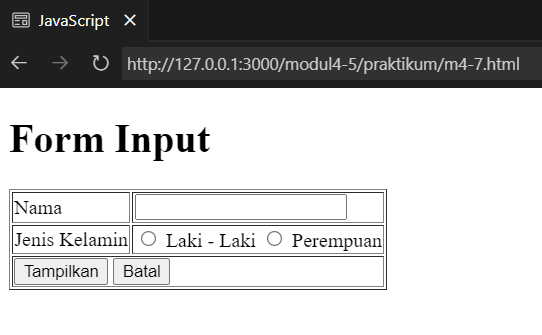 JavaScript
http://127.0.0.1:3000/modul4-5/praktikum/m4-7.html
Form Input
Nama
Jenis Kelamin Laki - Laki Perempuan
Tampilkan Batal